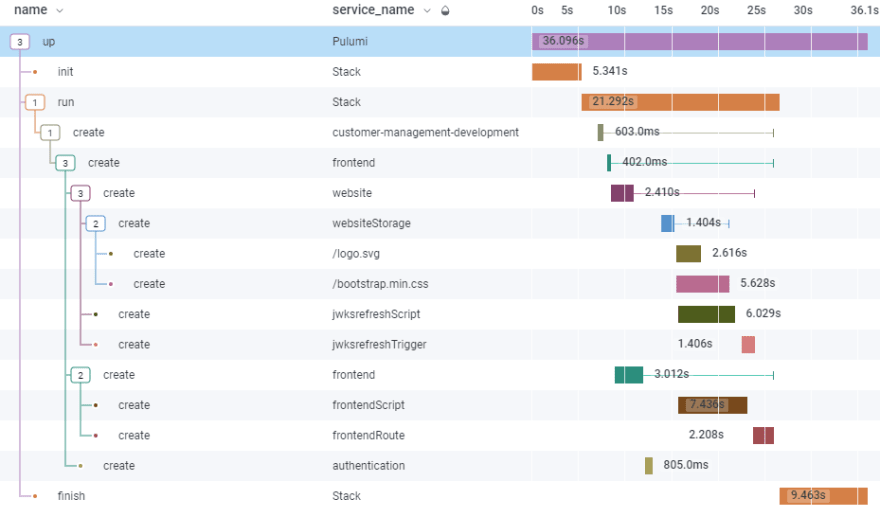 name service_name 0s 5s 10s 15s 20s 25s 30s 36.1s
3 up Pulumi 36.096s
init Stack 5.341s
1 run Stack 21.292s
1 create customer-management-development 603.0ms
3 create frontend 402.0ms
3 create website 2.410s
2 create websiteStorage 1.404s
create /logo.svg 2.616s
create /bootstrap.min.css 5.628s
create jwksrefreshScript 6.029s
create jwksrefreshTrigger 1.406s
2 create frontend 3.012s
create frontendScript 7.436s
create frontendRoute 2.208s
create authentication 805.0ms
finish Stack 9.463s